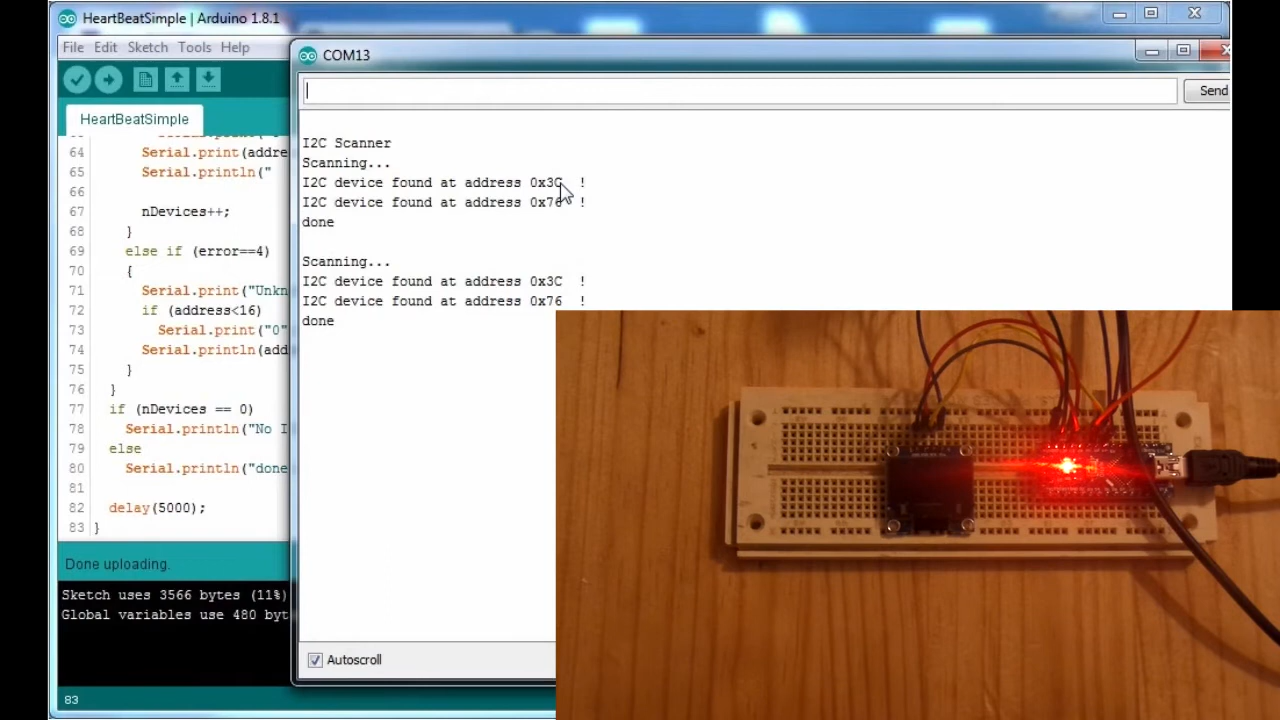 HeartBeatSimple | Arduino 1.8.1
File Edit Sketch Tools Help
HeartBeatSimple
64 Serial.print(addre
65 Serial.println("
66
67 nDevices++;
68 }
69 else if (error==4)
70 {
71 Serial.print("Unkn
72 if (address<16)
73 Serial.print("0"
74 Serial.println(add
75 }
76 }
77 if (nDevices == 0)
78 Serial.println("No I
79 else
80 Serial.println("done
81
82 delay(5000);
83 }
Done uploading.
Sketch uses 3566 bytes (11%)
Global variables use 480 byt
83
COM13
Send
I2C Scanner
Scanning...
I2C device found at address 0x3C !
I2C device found at address 0x76 !
done
Scanning...
I2C device found at address 0x3C !
I2C device found at address 0x76 !
done
Autoscroll